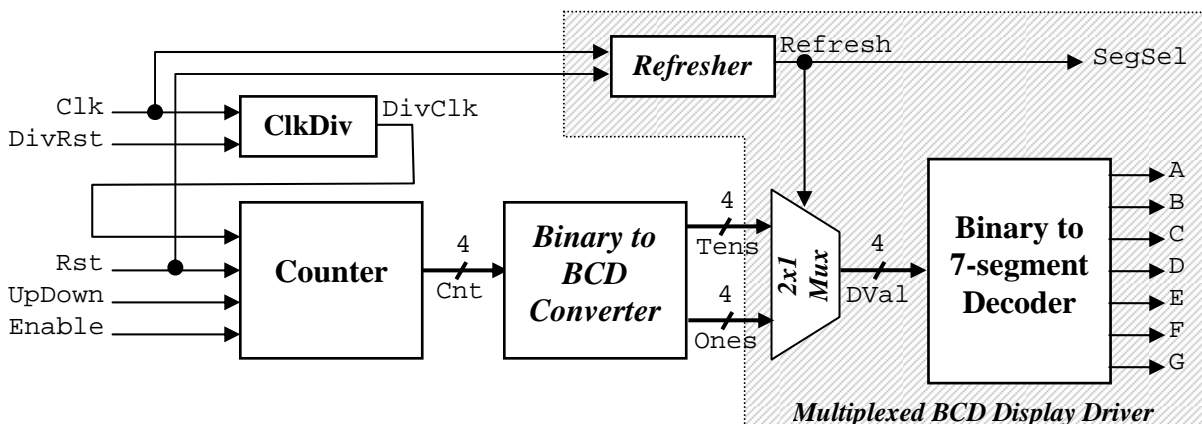 Refresher
Refresh
SegSel
Clk
DivRst
ClkDiv
DivClk
Rst
UpDown
Enable
Counter
4
Cnt
Binary to
BCD
Converter
4
Tens
4
Ones
2x1
Mux
4
DVal
Binary to
7-segment
Decoder
A
B
C
D
E
F
G
Multiplexed BCD Display Driver